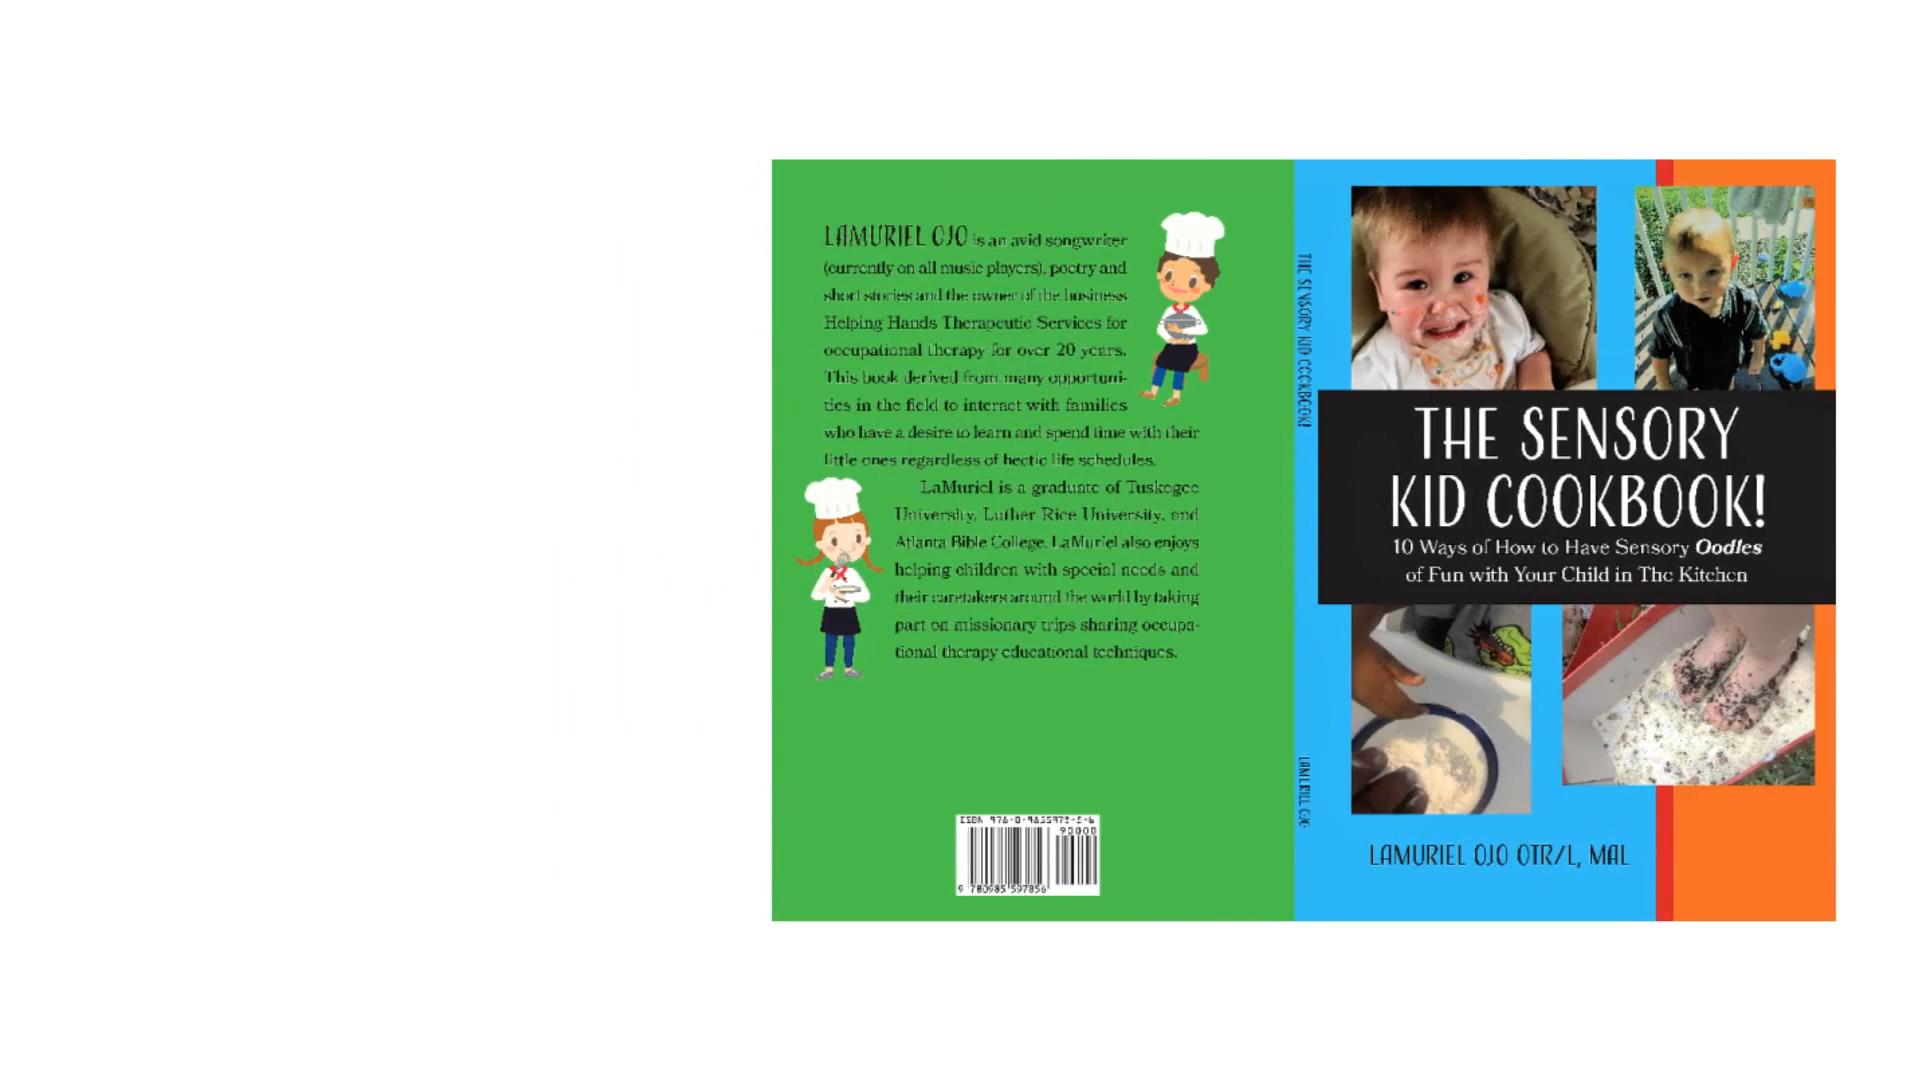 LAMURIEL OJO is an avid songwriter
(currently on all music players), poetry and
short stories and the owner of the business
Helping Hands Therapeutic Services for
occupational therapy for over 20 years.
This book derived from many opportuni-
ties in the field to interact with families
who have a desire to learn and spend time with their
little ones regardless of hectic life schedules.
LaMuriel is a graduate of Tuskegee
University, Luther Rice University, and
Atlanta Bible College. LaMuriel also enjoys
helping children with special needs and
their caretakers around the world by taking
part on missionary trips sharing occupa-
tional therapy educational techniques.
90000
9 780985 597856
THE SENSORY KID COOKBOOK!
LAMURIEL OJO
THE SENSORY
KID COOKBOOK!
10 Ways of How to Have Sensory Oodles
of Fun with Your Child in The Kitchen
LAMURIEL OJO OTR/L, MAL